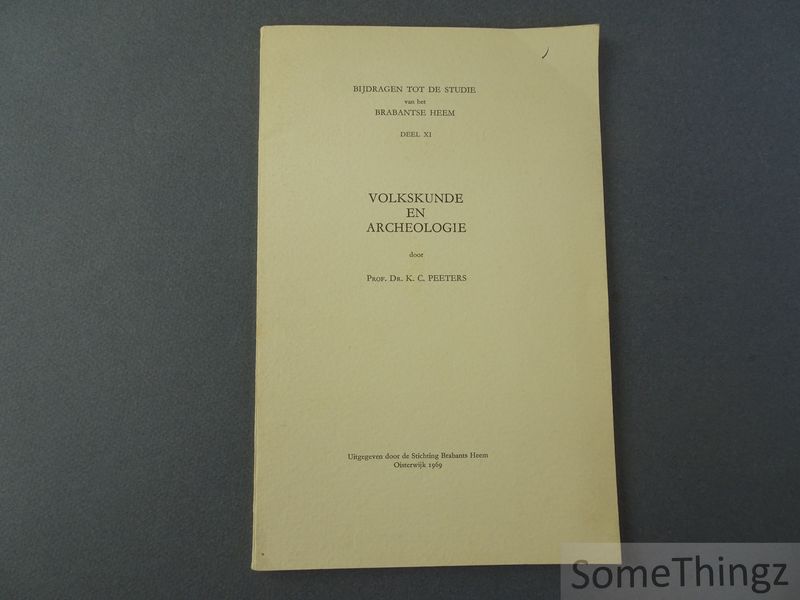 BIJDRAGEN TOT DE STUDIE
van het
BRABANTSE HEEM
DEEL XI
VOLKSKUNDE
EN
ARCHEOLOGIE
door
PROF. DR. K. C. PEETERS
Uitgegeven door de Stichting Brabants Heem
Oisterwijk 1969
SomeThingz